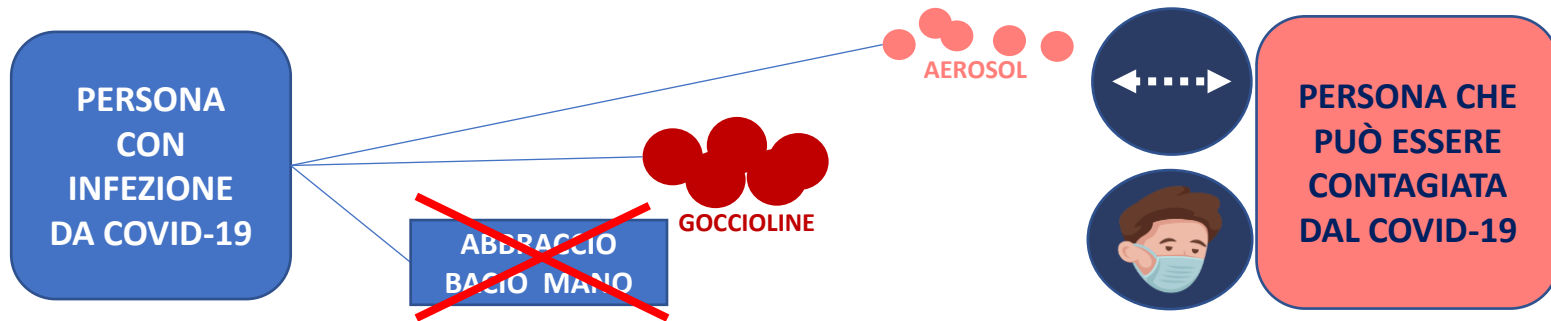 PERSONA
CON
INFEZIONE
DA COVID-19
AEROSOL
GOCCIOLINE
ABBRACCIO
BACIO MANO
PERSONA CHE
PUÒ ESSERE
CONTAGIATA
DAL COVID-19